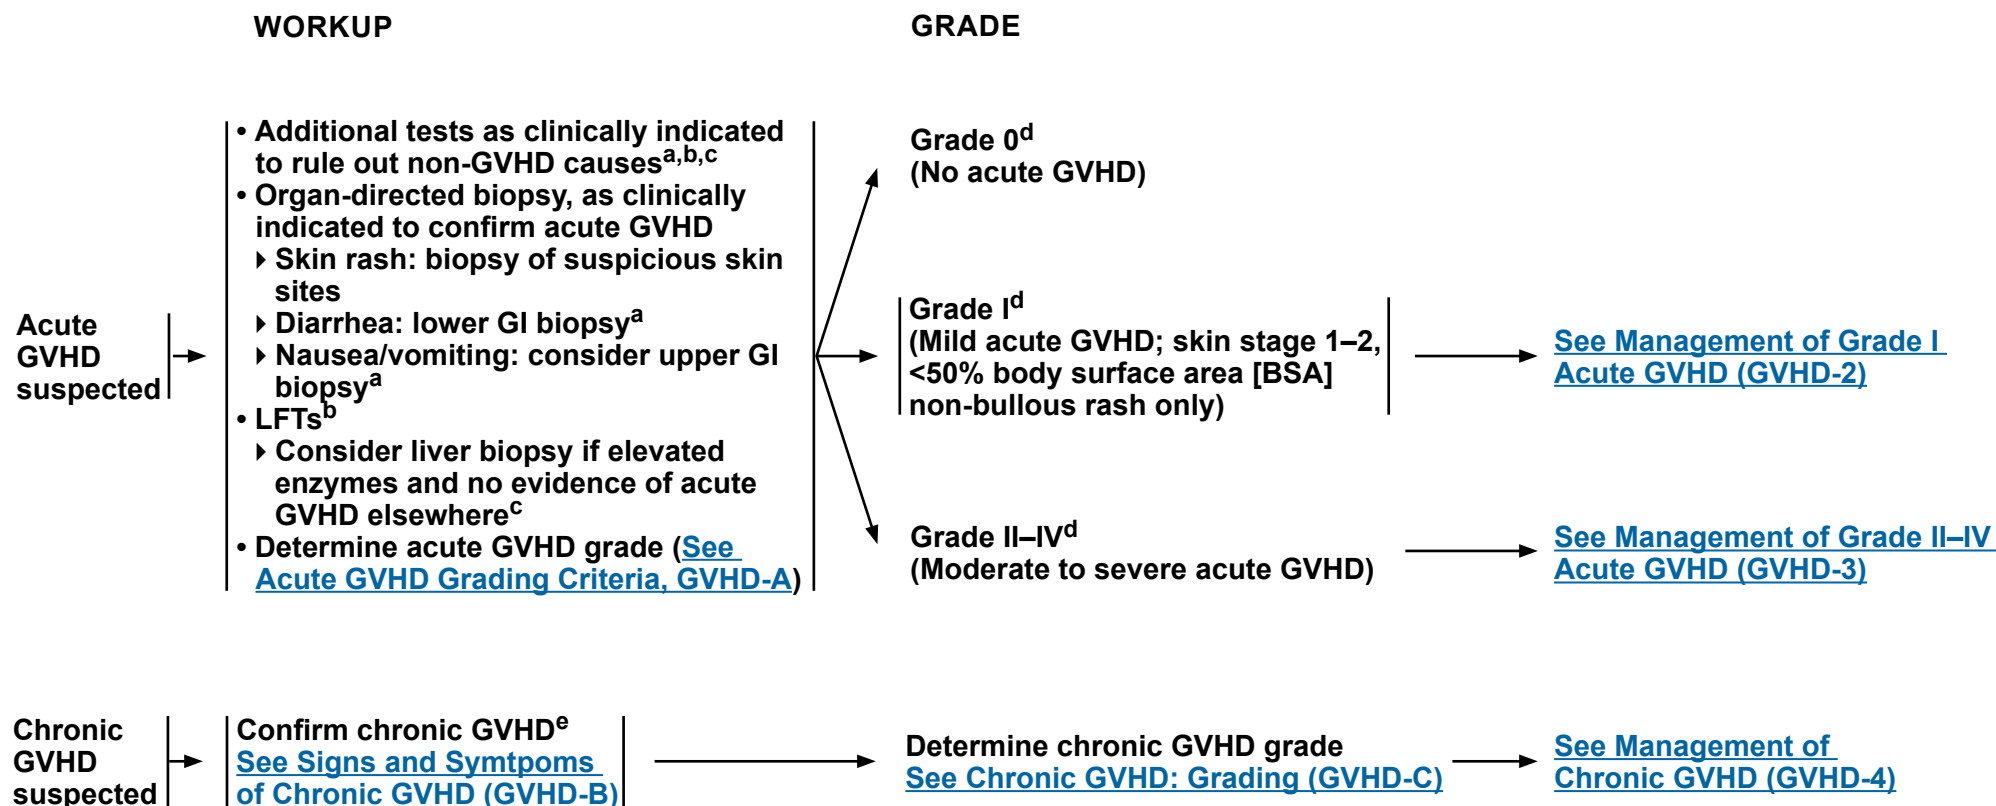 WORKUP
GRADE
Acute
GVHD
suspected
• Additional tests as clinically indicated
to rule out non-GVHD causesa,b,c
• Organ-directed biopsy, as clinically
indicated to confirm acute GVHD
Skin rash: biopsy of suspicious skin
sites
Diarrhea: lower GI biopsya
Nausea/vomiting: consider upper GI
biopsya
• LFTsb
Consider liver biopsy if elevated
enzymes and no evidence of acute
GVHD elsewherec
• Determine acute GVHD grade (See
Acute GVHD Grading Criteria, GVHD-A)
Grade 0d
(No acute GVHD)
Grade Id
(Mild acute GVHD; skin stage 1–2,
<50% body surface area [BSA]
non-bullous rash only)
See Management of Grade I
Acute GVHD (GVHD-2)
Grade II–IVd
(Moderate to severe acute GVHD)
See Management of Grade II–IV
Acute GVHD (GVHD-3)
Chronic
GVHD
suspected
Confirm chronic GVHDe
See Signs and Symtpoms
of Chronic GVHD (GVHD-B)
Determine chronic GVHD grade
See Chronic GVHD: Grading (GVHD-C)
See Management of
Chronic GVHD (GVHD-4)